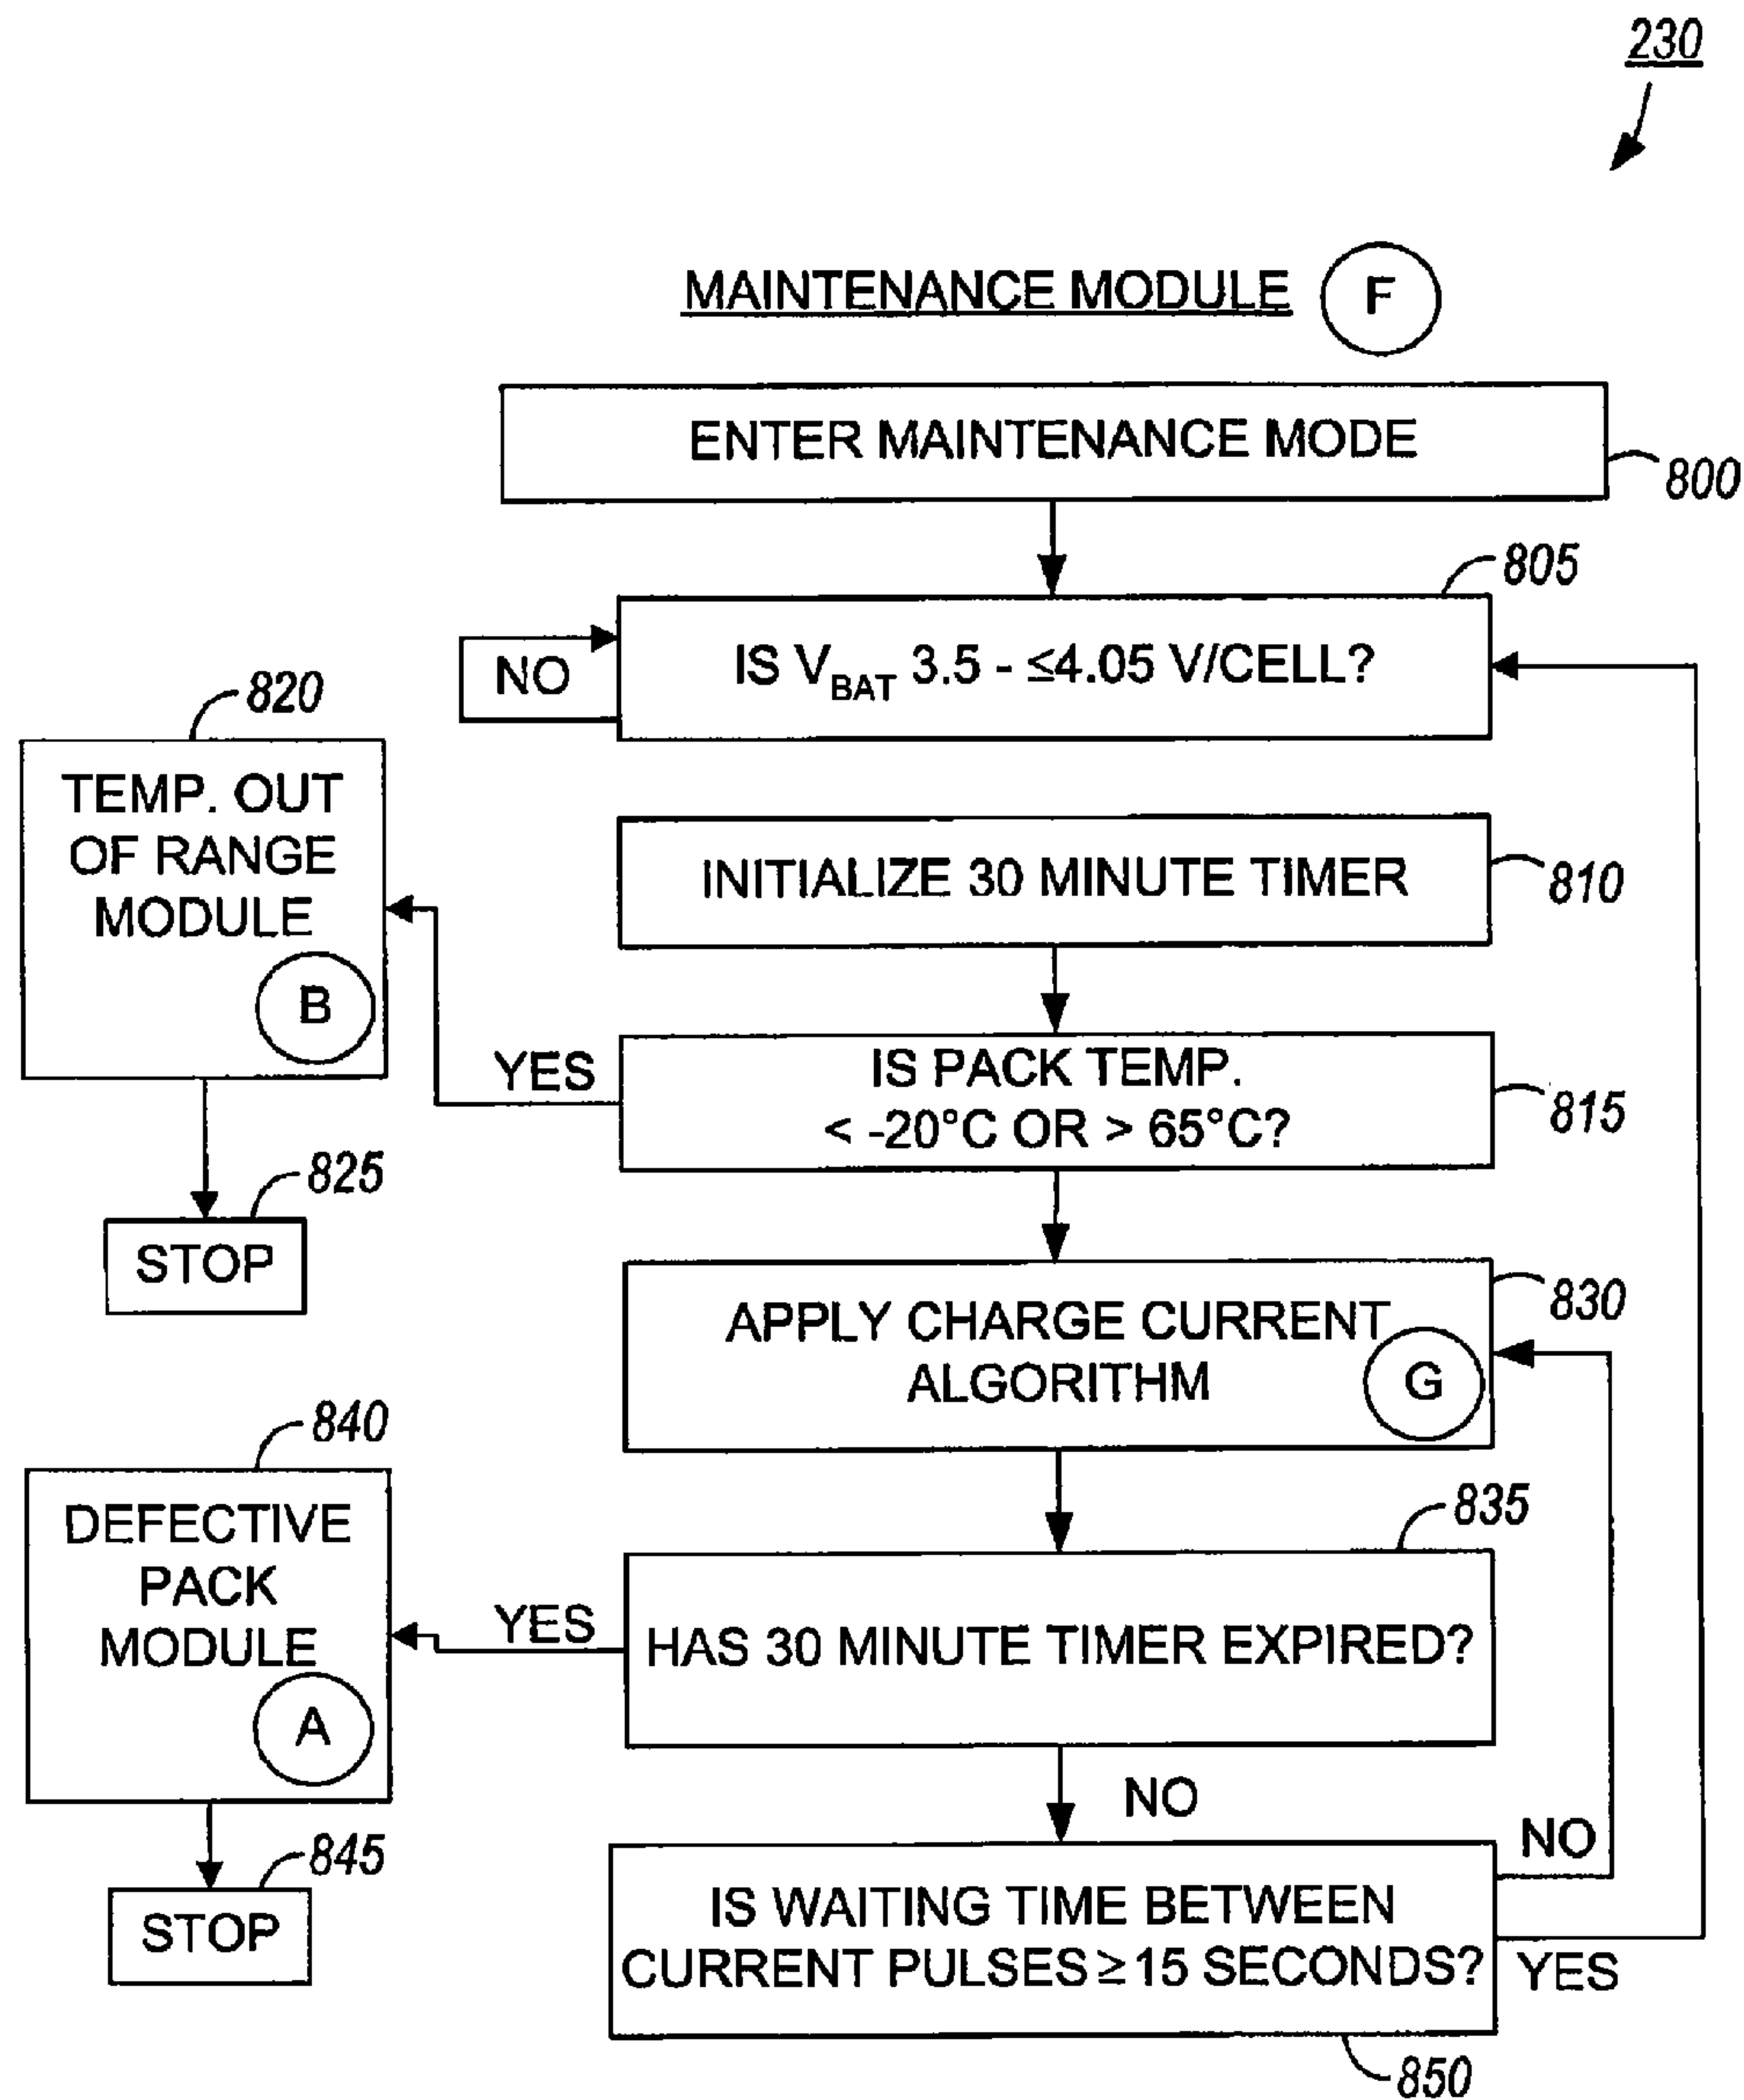 230
MAINTENANCE MODULE F
ENTER MAINTENANCE MODE
800
805
IS VBAT 3.5 - ≤4.05 V/CELL?
NO
820
TEMP. OUT
OF RANGE
MODULE
B
INITIALIZE 30 MINUTE TIMER
810
YES
IS PACK TEMP.
< -20°C OR > 65°C?
815
825
STOP
830
APPLY CHARGE CURRENT
ALGORITHM
G
840
DEFECTIVE
PACK
MODULE
A
835
YES
HAS 30 MINUTE TIMER EXPIRED?
NO
845
STOP
NO
IS WAITING TIME BETWEEN
CURRENT PULSES ≥ 15 SECONDS?
YES
850